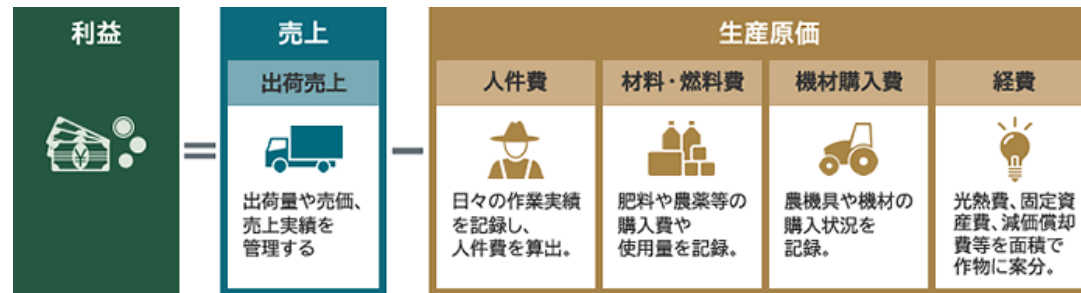 利益
売上
出荷売上
出荷量や売価、
売上実績を
管理する
生産原価
人件費
日々の作業実績
を記録し、
人件費を算出。
材料・燃料費
肥料や農薬等の
購入費や
使用量を記録。
機材購入費
農機具や機材の
購入状況を
記録。
経費
光熱費、固定資
産費、減価償却
費等を面積で
作物に案分。